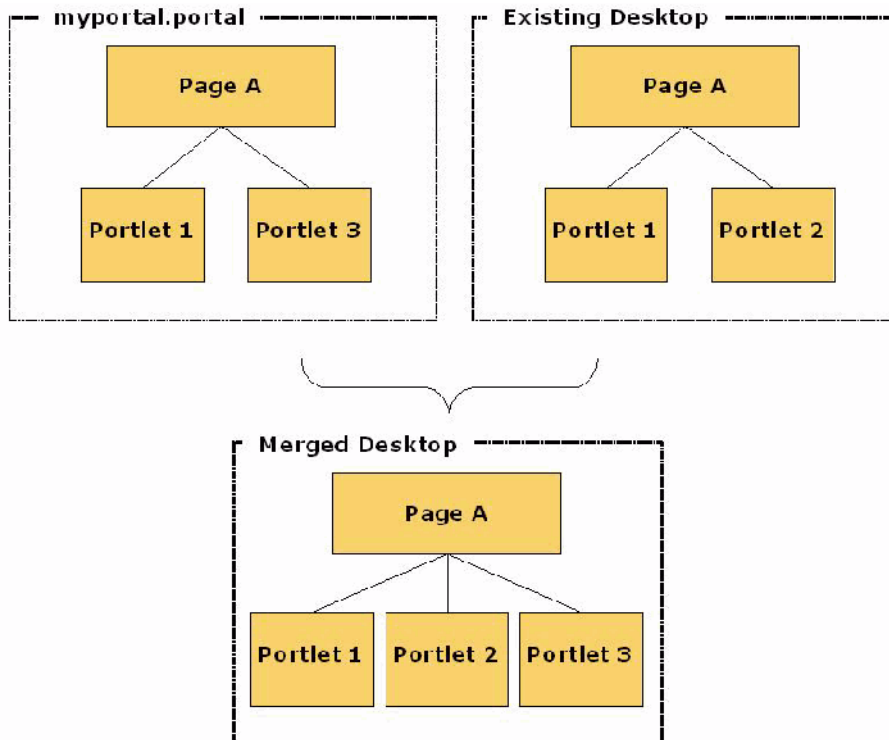 myportal.portal
Page A
Portlet 1
Portlet 3
Existing Desktop
Page A
Portlet 1
Portlet 2
Merged Desktop
Page A
Portlet 1
Portlet 2
Portlet 3